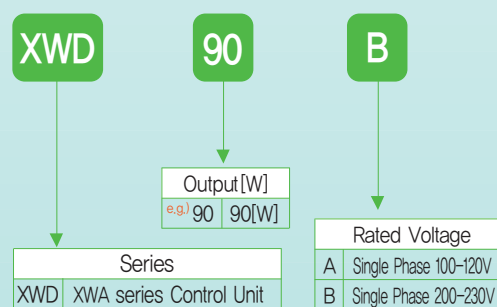 XWD 90 B
Output[W]
e.g.) 90 90[W]
Rated Voltage
Series
A Single Phase 100-120V
XWD XWA series Control Unit
B Single Phase 200-230V